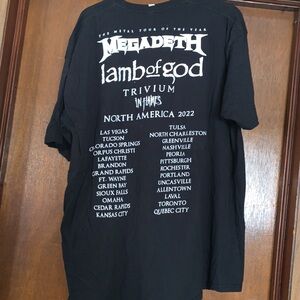 THE METAL TOUR OF THE YEAR
MEGADETH
lamb of god
TRIVIUM
IN FLAMES
NORTH AMERICA 2022
LAS VEGAS
TUCSON
COLORADO SPRINGS
CORPUS CHRISTI
LAFAYETTE
BRANDON
GRAND RAPIDS
FT. WAYNE
GREEN BAY
SIOUX FALLS
OMAHA
CEDAR RAPIDS
KANSAS CITY
TULSA
NORTH CHARLESTON
GREENVILLE
NASHVILLE
PEORIA
PITTSBURGH
ROCHESTER
PORTLAND
UNCASVILLE
ALLENTOWN
LAVAL
TORONTO
QUEBEC CITY